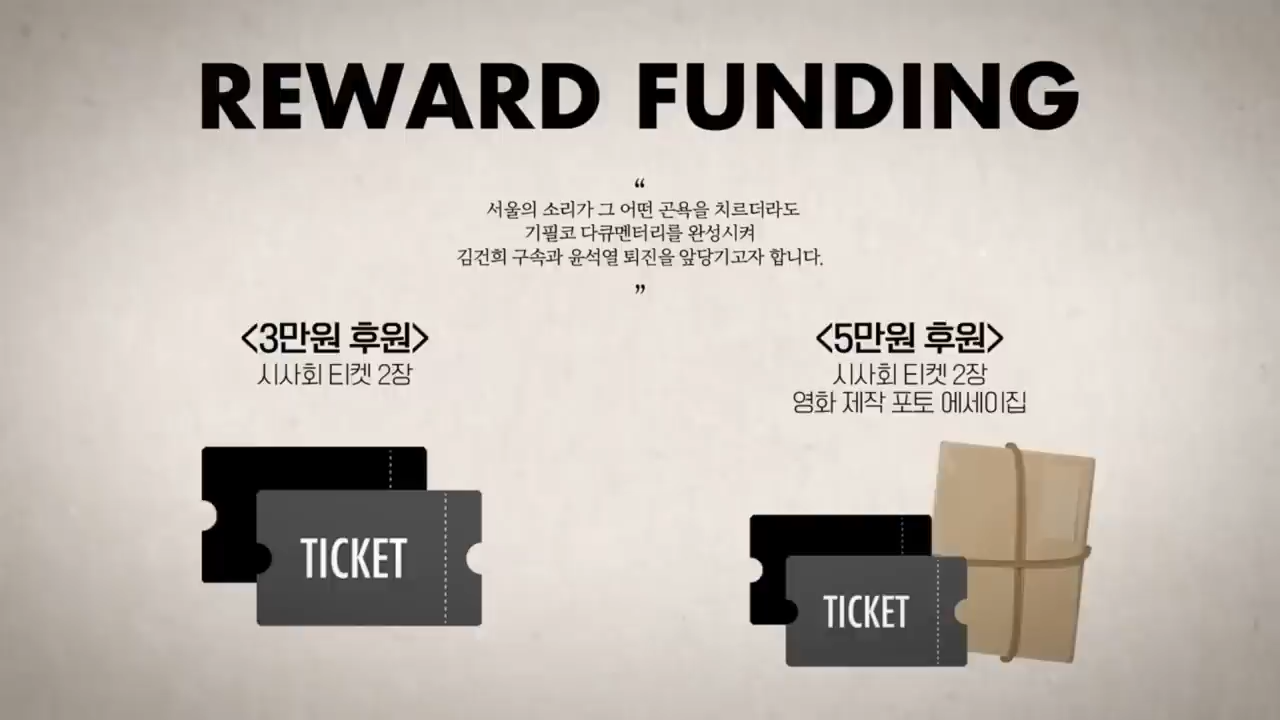 REWARD FUNDING
“
서울의 소리가 그 어떤 곤욕을 치르더라도
기필코 다큐멘터리를 완성시켜
김건희 구속과 윤석열 퇴진을 앞당기고자 합니다.
”
<3만원 후원>
시사회 티켓 2장
<5만원 후원>
시사회 티켓 2장
영화 제작 포토 에세이집
TICKET
TICKET